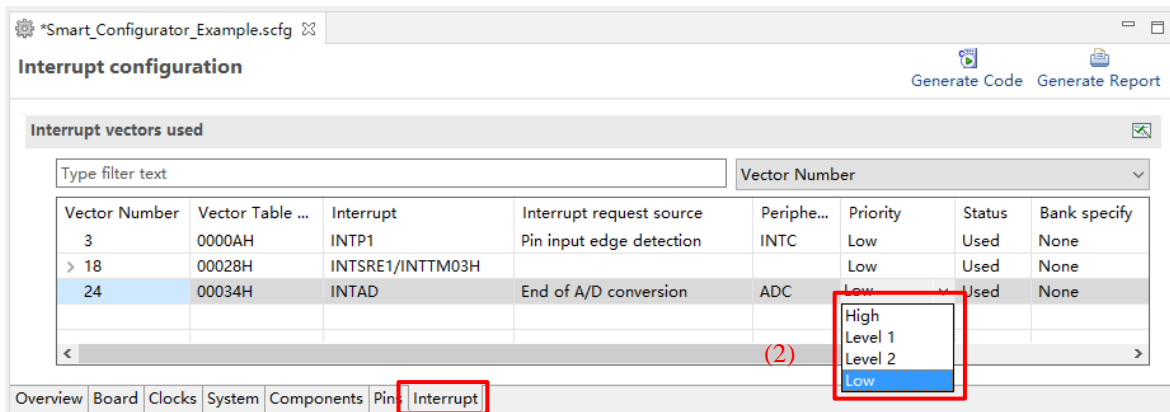 *Smart_Configurator_Example.scfg
Interrupt configuration
Generate Code Generate Report
Interrupt vectors used
Type filter text Vector Number
Vector Number Vector Table ... Interrupt Interrupt request source Periphe... Priority Status Bank specify
3 0000AH INTP1 Pin input edge detection INTC Low Used None
> 18 00028H INTSRE1/INTTM03H Low Used None
24 00034H INTAD End of A/D conversion ADC Low Used None
High
Level 1
(2) Level 2
Low
Overview Board Clocks System Components Pins Interrupt